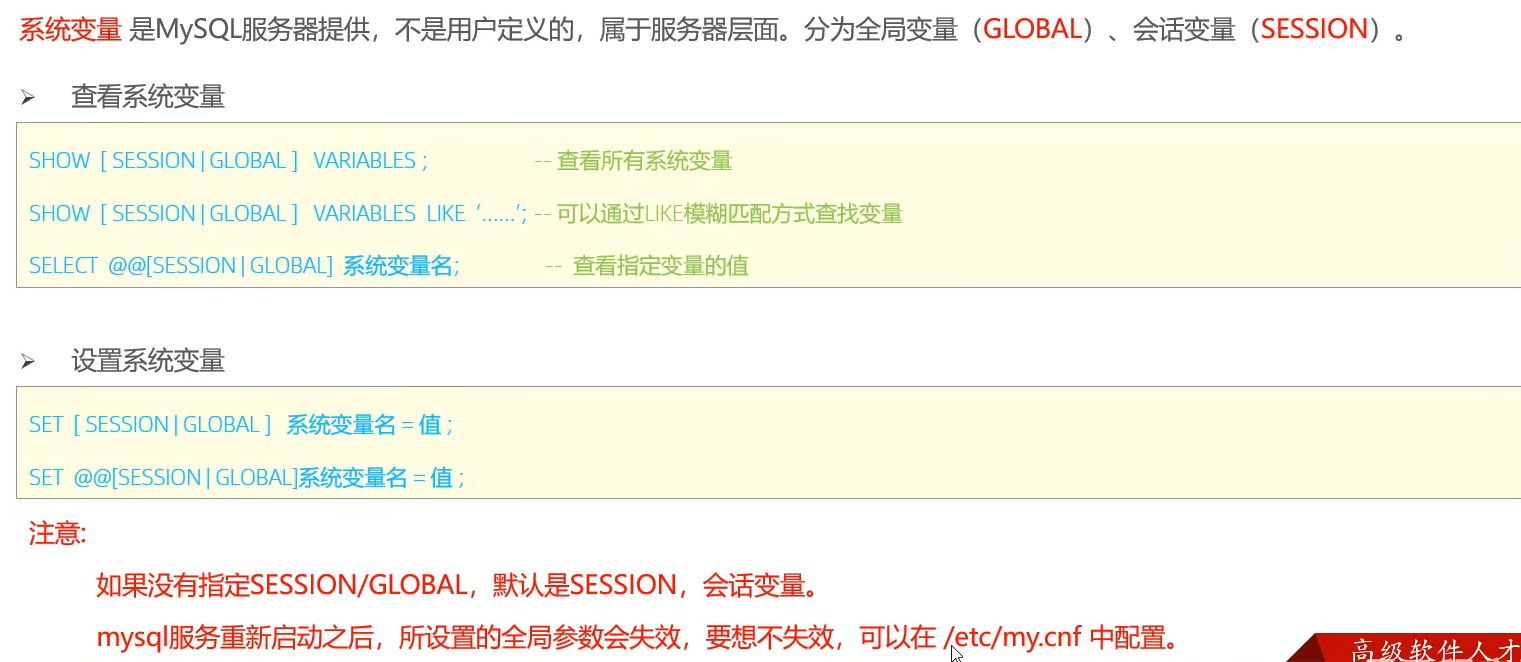 系统变量 是MySQL服务器提供，不是用户定义的，属于服务器层面。分为全局变量（GLOBAL）、会话变量（SESSION）。
查看系统变量
SHOW [ SESSION | GLOBAL ] VARIABLES ; -- 查看所有系统变量
SHOW [ SESSION | GLOBAL ] VARIABLES LIKE ‘......’; -- 可以通过LIKE模糊匹配方式查找变量
SELECT @@[SESSION | GLOBAL] 系统变量名; -- 查看指定变量的值
设置系统变量
SET [ SESSION | GLOBAL ] 系统变量名 = 值 ;
SET @@[SESSION | GLOBAL]系统变量名 = 值 ;
注意:
如果没有指定SESSION/GLOBAL，默认是SESSION，会话变量。
mysql服务重新启动之后，所设置的全局参数会失效，要想不失效，可以在 /etc/my.cnf 中配置。
高级软件人才